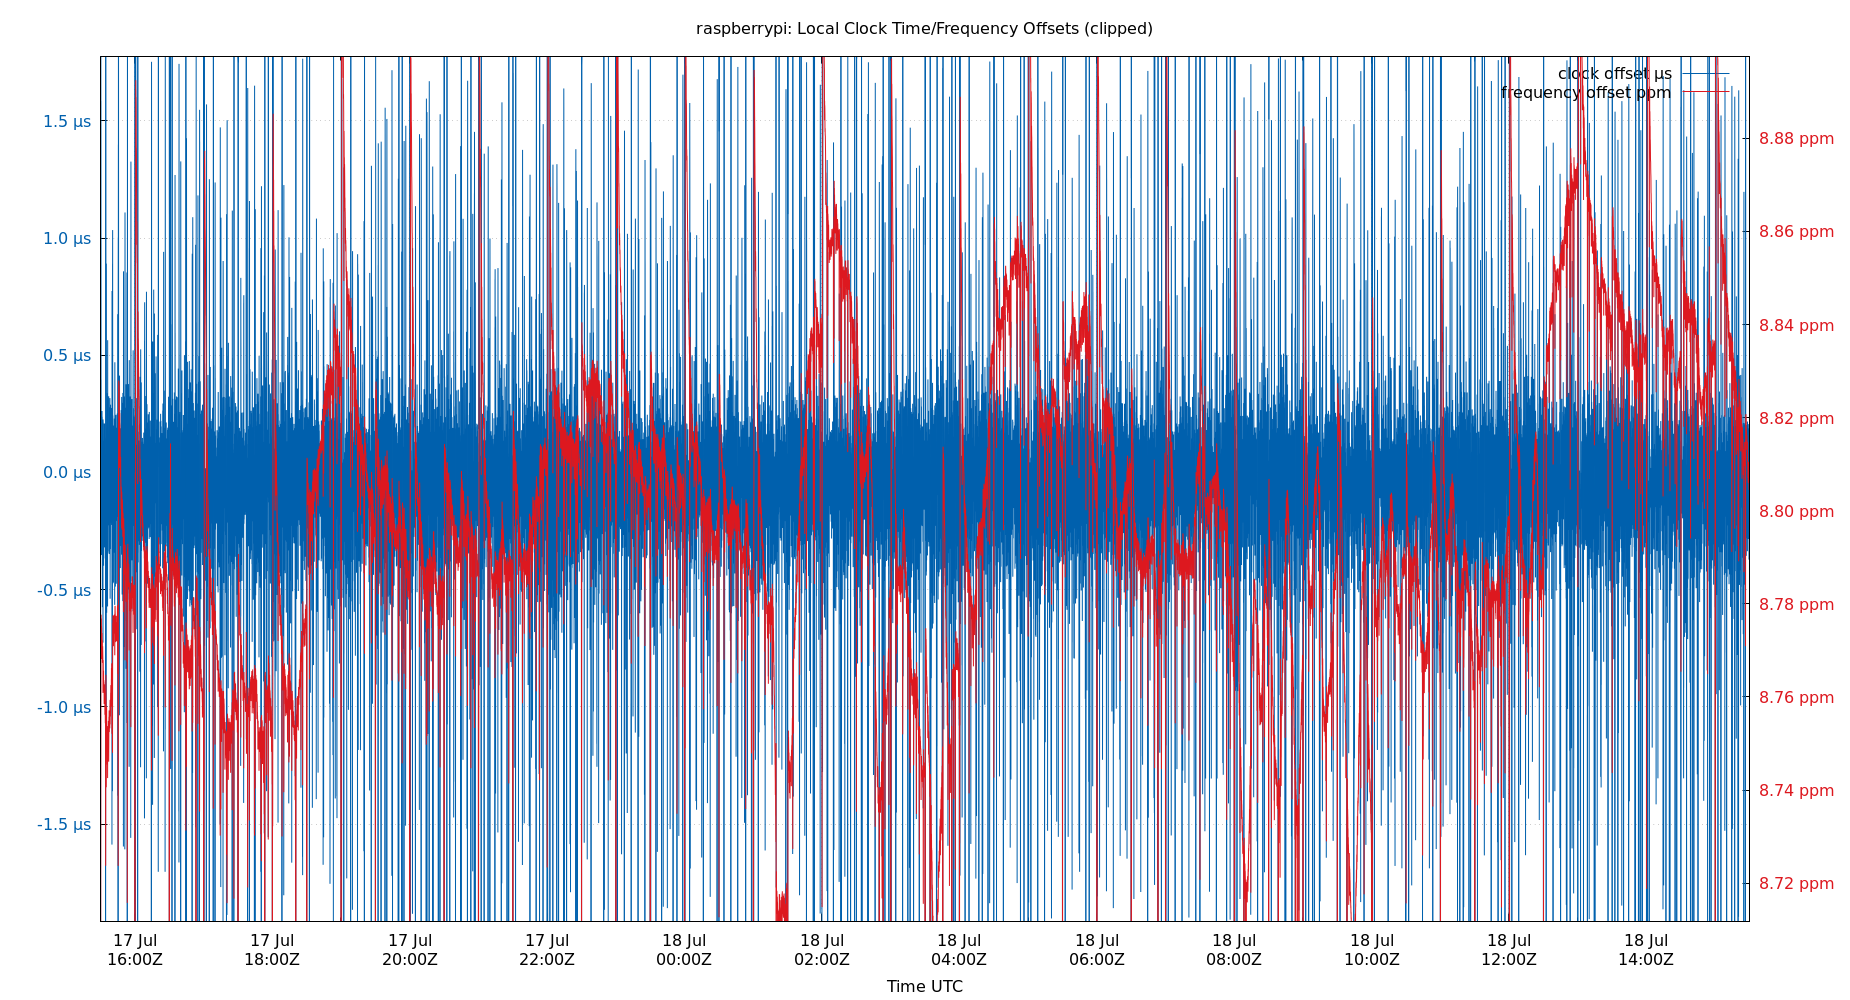 raspberrypi: Local Clock Time/Frequency Offsets (clipped)
clock offset µs
frequency offset ppm
1.5 µs
1.0 µs
0.5 µs
0.0 µs
-0.5 µs
-1.0 µs
-1.5 µs
8.88 ppm
8.86 ppm
8.84 ppm
8.82 ppm
8.80 ppm
8.78 ppm
8.76 ppm
8.74 ppm
8.72 ppm
17 Jul 17 Jul 17 Jul 17 Jul 18 Jul 18 Jul 18 Jul 18 Jul 18 Jul 18 Jul 18 Jul 18 Jul
16:00Z 18:00Z 20:00Z 22:00Z 00:00Z 02:00Z 04:00Z 06:00Z 08:00Z 10:00Z 12:00Z 14:00Z
Time UTC